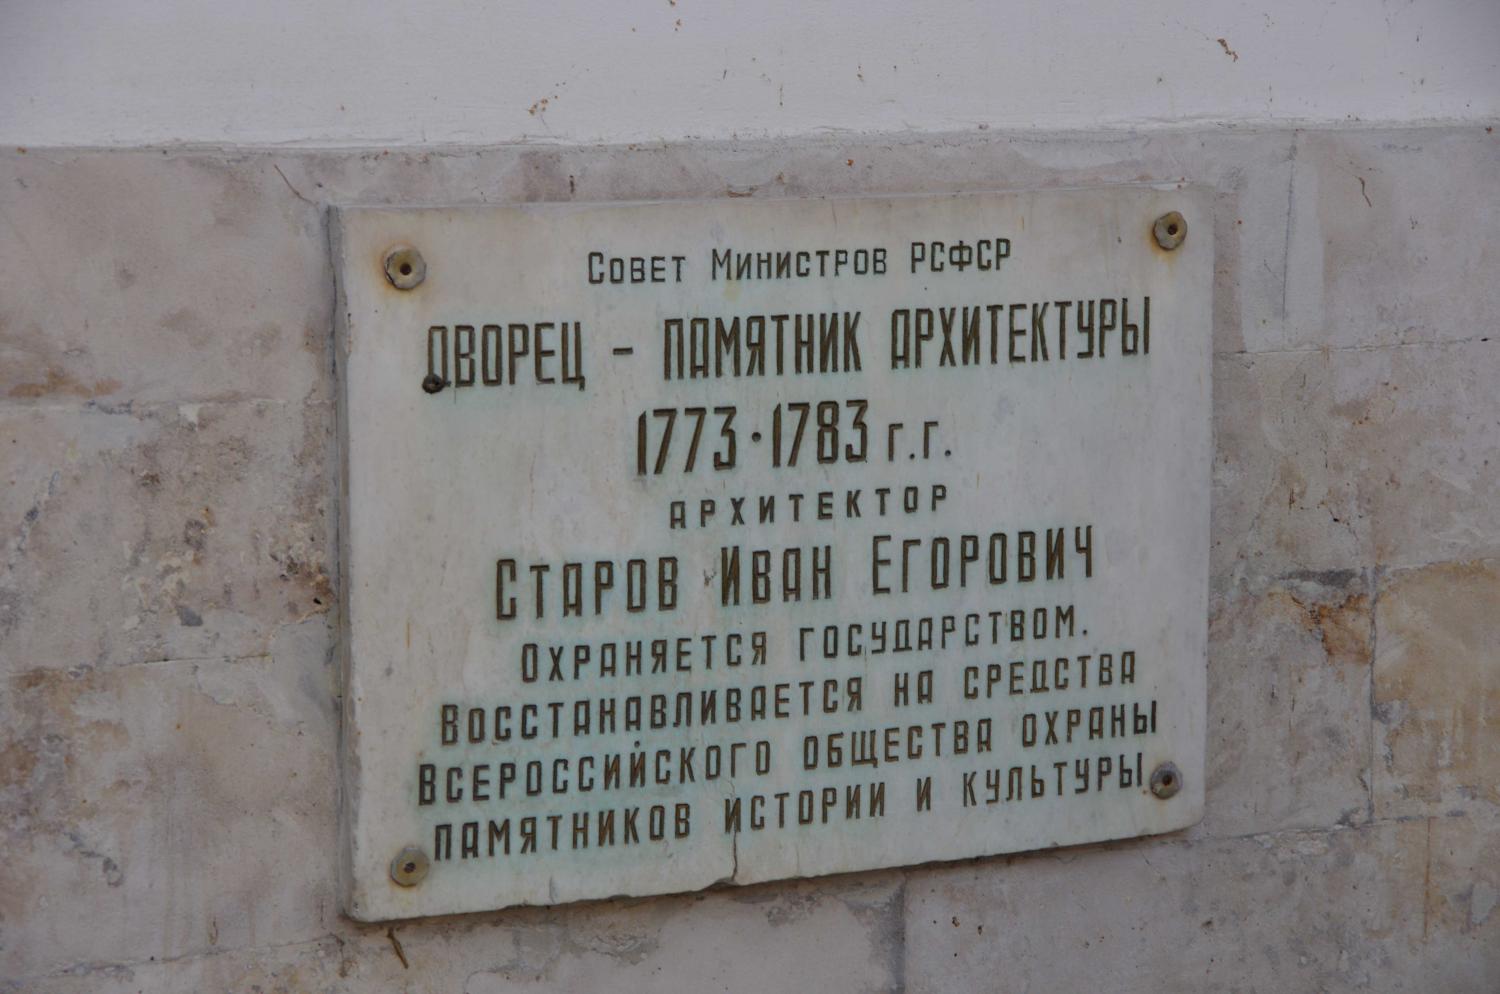 Совет Министров РСФСР
ДВОРЕЦ – ПАМЯТНИК АРХИТЕКТУРЫ
1773·1783 г.г.
АРХИТЕКТОР
СТАРОВ ИВАН ЕГОРОВИЧ
ОХРАНЯЕТСЯ ГОСУДАРСТВОМ.
ВОССТАНАВЛИВАЕТСЯ НА СРЕДСТВА
ВСЕРОССИЙСКОГО ОБЩЕСТВА ОХРАНЫ
ПАМЯТНИКОВ ИСТОРИИ И КУЛЬТУРЫ.